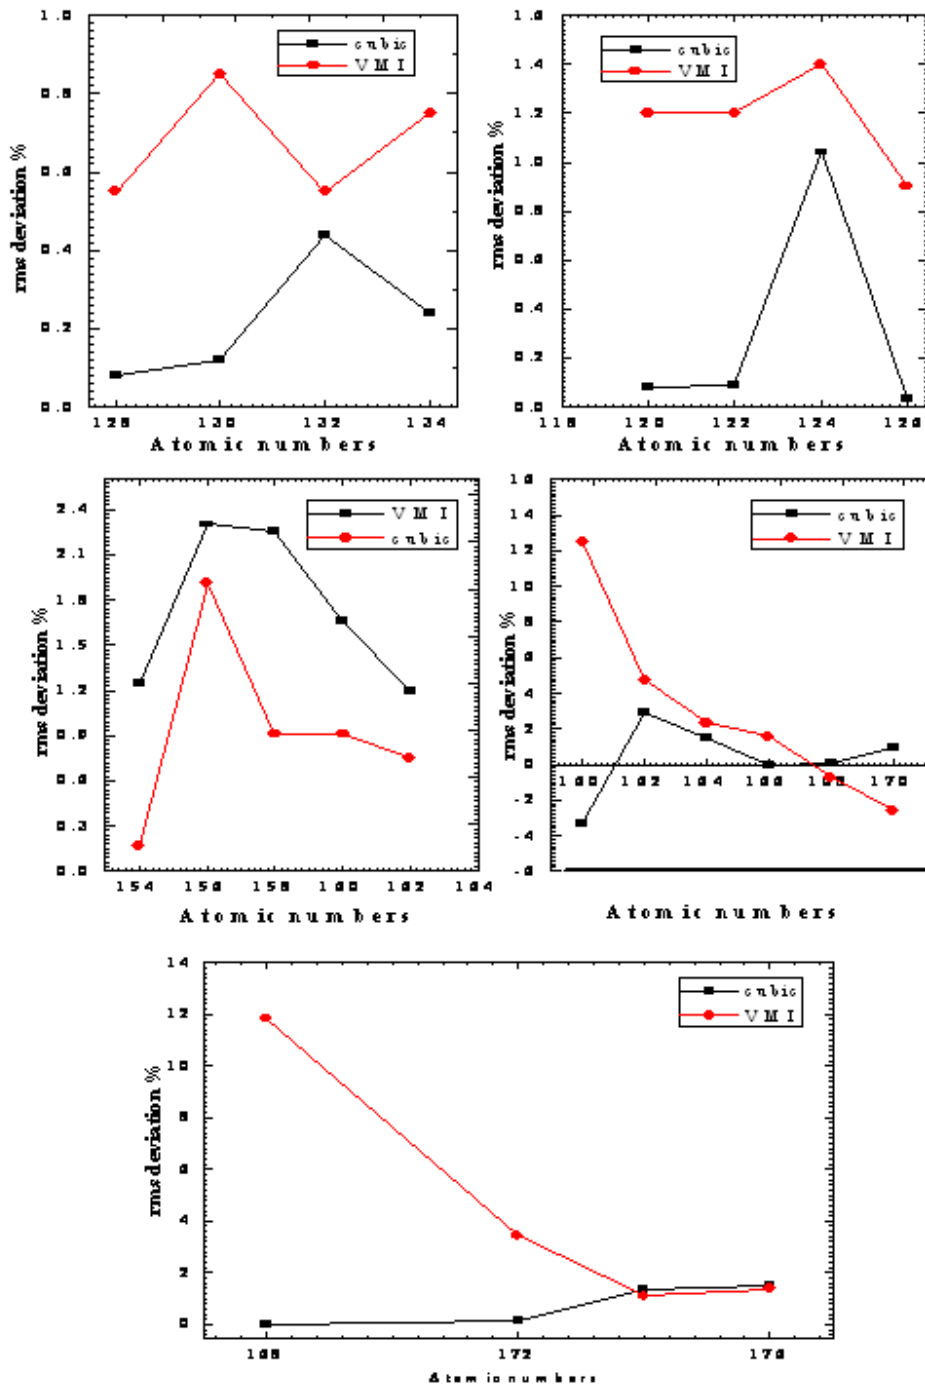 1.0
0.8
0.6
0.4
0.2
0.0
rms deviation %
cubic
VMI
128 130 132 134
Atomic numbers
1.6
1.4
1.2
1.0
0.8
0.6
0.4
0.2
0.0
rms deviation %
cubic
VMI
118 120 122 124 126
Atomic numbers
2.4
2.1
1.8
1.5
1.2
0.9
0.6
0.3
0.0
rms deviation %
VMI
cubic
154 156 158 160 162 164
Atomic numbers
16
14
12
10
8
6
4
2
0
-2
-4
-6
rms deviation %
cubic
VMI
160 162 164 166 168 170
Atomic numbers
14
12
10
8
6
4
2
0
rms deviation %
cubic
VMI
168 172 176
Atomic numbers